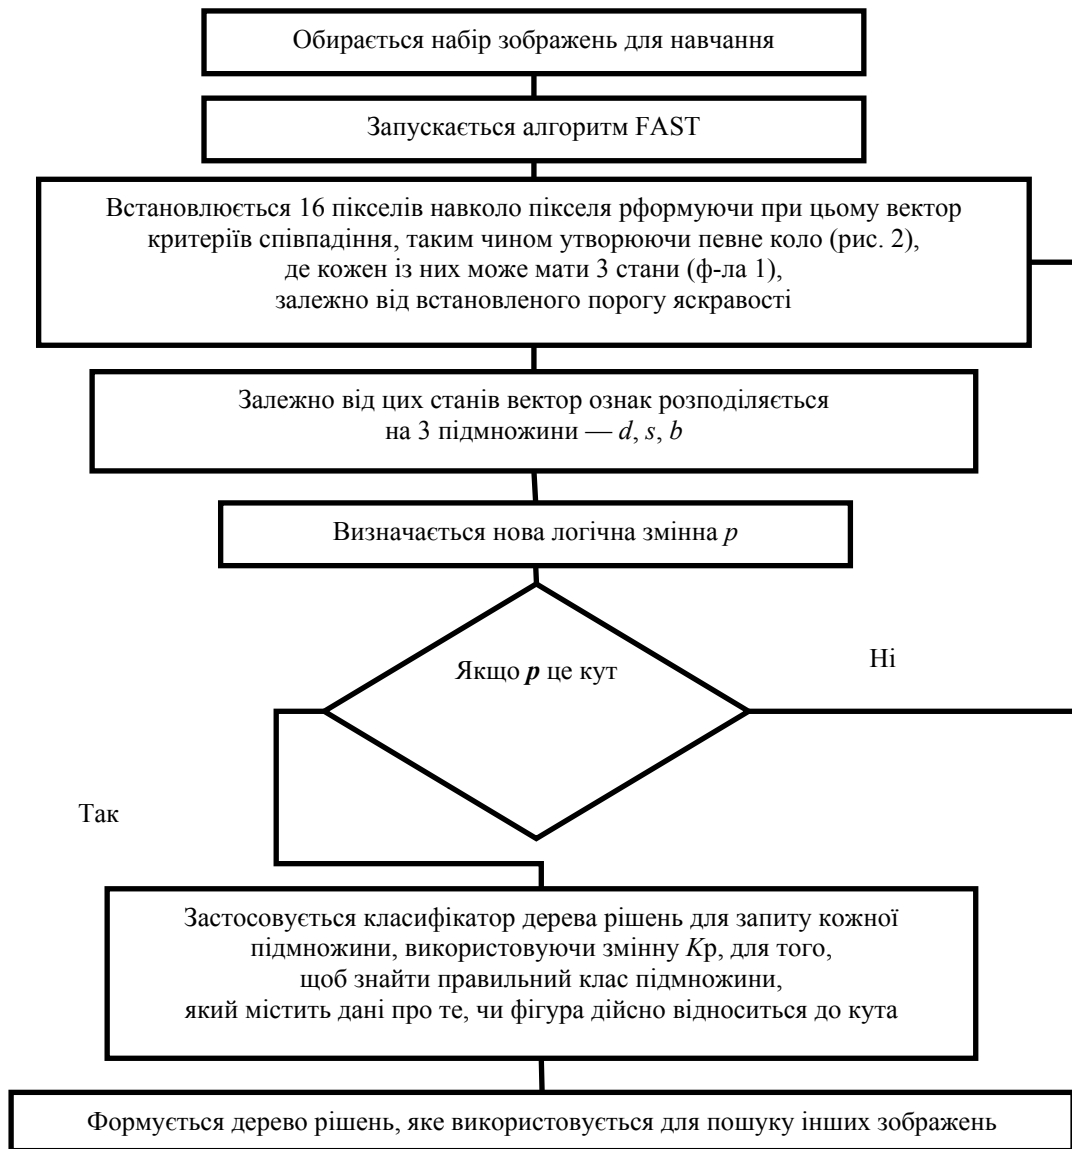 Обирається набір зображень для навчання
Запускається алгоритм FAST
Встановлюється 16 пікселів навколо пікселя рформуючи при цьому вектор
критеріїв співпадіння, таким чином утворюючи певне коло (рис. 2),
де кожен із них може мати 3 стани (ф-ла 1),
залежно від встановленого порогу яскравості
Залежно від цих станів вектор ознак розподіляється
на 3 підмножини — d, s, b
Визначається нова логічна змінна p
Якщо p це кут
Ні
Так
Застосовується класифікатор дерева рішень для запиту кожної
підмножини, використовуючи змінну Kр, для того,
щоб знайти правильний клас підмножини,
який містить дані про те, чи фігура дійсно відноситься до кута
Формується дерево рішень, яке використовується для пошуку інших зображень